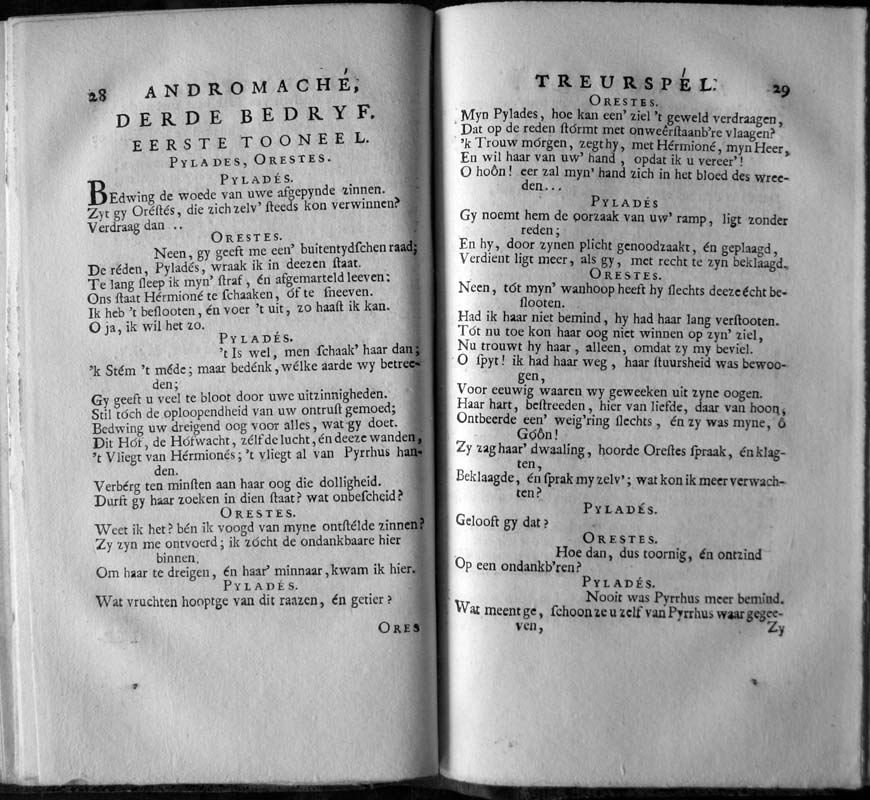 28 ANDROMACHÉ,
DERDE BEDRYF.
EERSTE TOONEEL.
PYLADES, ORESTES.
PYLADÉS.
BEdwing de woede van uwe afgepynde zinnen.
Zyt gy Oréstés, die zich zelv' steeds kon verwinnen?
Verdraag dan ..
ORESTES.
Neen, gy geeft me een' buitentydschen raad;
De réden, Pyladés, wraak ik in deezen staat.
Te lang sleep ik myn' straf, én afgemarteld leeven:
Ons staat Hérmioné te schaaken, óf te sneeven.
Ik heb 't beslooten, én voer 't uit, zo haast ik kan.
O ja, ik wil het zo.
PYLADÉS.
't Is wel, men schaak' haar dan;
'k Stém 't méde; maar bedénk, wélke aarde wy betree-
den;
Gy geeft u veel te bloot door uwe uitzinnigheden.
Stil tóch de oploopendheid van uw ontrust gemoed;
Bedwing uw dreigend oog voor alles, wat gy doet.
Dit Hóf, de Hófwacht, zélf de lucht, én deeze wanden,
't Vliegt van Hérmionés; 't vliegt al van Pyrrhus han-
den.
Verbérg ten minsten aan haar oog die dolligheid.
Durst gy haar zoeken in dien staat? wat onbescheid?
ORESTES.
Weet ik het? bén ik voogd van myne ontstélde zinnen?
Zy zyn me ontvoerd; ik zócht de ondankbaare hier
binnen,
Om haar te dreigen, én haar' minnaar, kwam ik hier.
PYLADÉS.
Wat vruchten hooptge van dit raazen, én getier?
ORES
TREURSPÉL. 29
ORESTES.
Myn Pylades, hoe kan een' ziel 't geweld verdraagen,
Dat op de reden stórmt met onweêrstaanb're vlaagen?
'k Trouw mórgen, zegt hy, met Hérmioné, myn Heer,
En wil haar van uw' hand, opdat ik u vereer'!
O hoôn! eer zal myn' hand zich in het bloed des wree-
den...
PYLADÉS
Gy noemt hem de oorzaak van uw' ramp, ligt zonder
reden;
En hy, door zynen plicht genoodzaakt, én geplaagd,
Verdient ligt meer, als gy, met recht te zyn beklaagd.
ORESTES.
Neen, tót myn' wanhoop heeft hy slechts deeze écht be-
slooten.
Had ik haar niet bemind, hy had haar lang verstooten.
Tót nu toe kon haar oog niet winnen op zyn' ziel,
Nu trouwt hy haar, alleen, omdat zy my beviel.
O spyt! ik had haar weg, haar stuursheid was bewoo-
gen,
Voor eeuwig waaren wy geweeken uit zyne oogen.
Haar hart, bestreeden, hier van liefde, daar van hoon,
Ontbeerde een' weig'ring slechts, én zy was myne, ô
Góôn!
Zy zag haar' dwaaling, hoorde Orestes spraak, én klag-
ten,
Beklaagde, én sprak my zelv'; wat kon ik meer verwach-
ten?
PYLADÉS.
Gelooft gy dat?
ORESTES.
Hoe dan, dus toornig, én ontzind
Op een ondankb'ren?
PYLADÉS.
Nooit was Pyrrhus meer bemind.
Wat meent ge, schoon ze u zelf van Pyrrhus waar gegee-
ven,
Zy